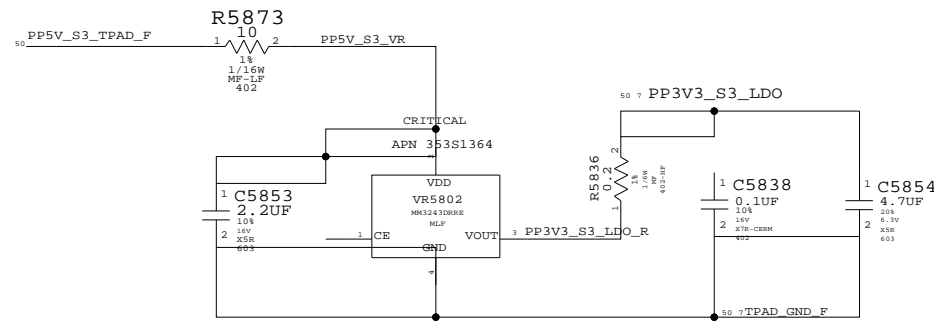 R5873
10
50 PP5V_S3_TPAD_F
1 2
PP5V_S3_VR
1%
1/16W
MF-LF
402
50 7 PP3V3_S3_LDO
CRITICAL
APN 353S1364
2
VDD
VR5802
MM3243DRRE
MLF
1 CE
GND
VOUT 3
4
PP3V3_S3_LDO_R
2
R5836
0.2
1%
1/6W
MF
402-HF
1
1
C5853
2.2UF
10%
16V
2
X5R
603
1
C5838
0.1UF
10%
16V
2
X7R-CERM
402
1
C5854
4.7UF
20%
6.3V
2
X5R
603
50 7 TPAD_GND_F